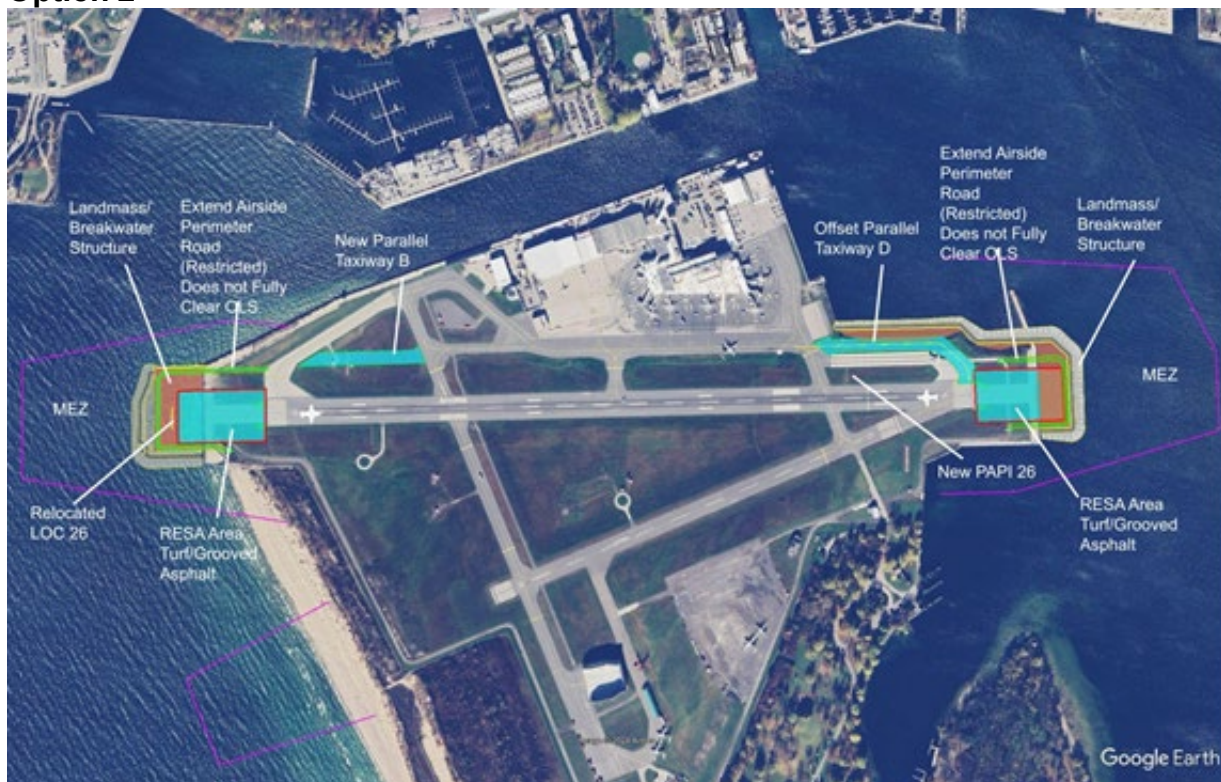 Landmass/
Breakwater
Structure
Extend Airside
Perimeter
Road
(Restricted)
Does not Fully
Clear OLS
New Parallel
Taxiway B
Offset Parallel
Taxiway D
Extend Airside
Perimeter
Road
(Restricted)
Does not Fully
Clear OLS
Landmass/
Breakwater
Structure
MEZ
MEZ
Relocated
LOC 26
RESA Area
Turf/Grooved
Asphalt
New PAPI 26
RESA Area
Turf/Grooved
Asphalt
Google Earth